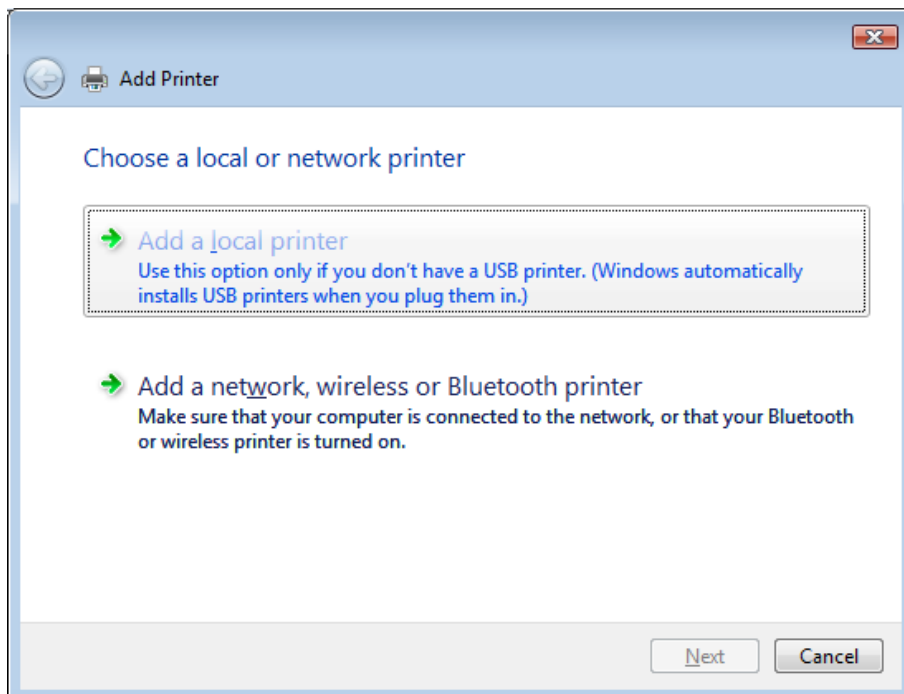 Add Printer
Choose a local or network printer
Add a local printer
Use this option only if you don't have a USB printer. (Windows automatically
installs USB printers when you plug them in.)
Add a network, wireless or Bluetooth printer
Make sure that your computer is connected to the network, or that your Bluetooth
or wireless printer is turned on.
Next
Cancel